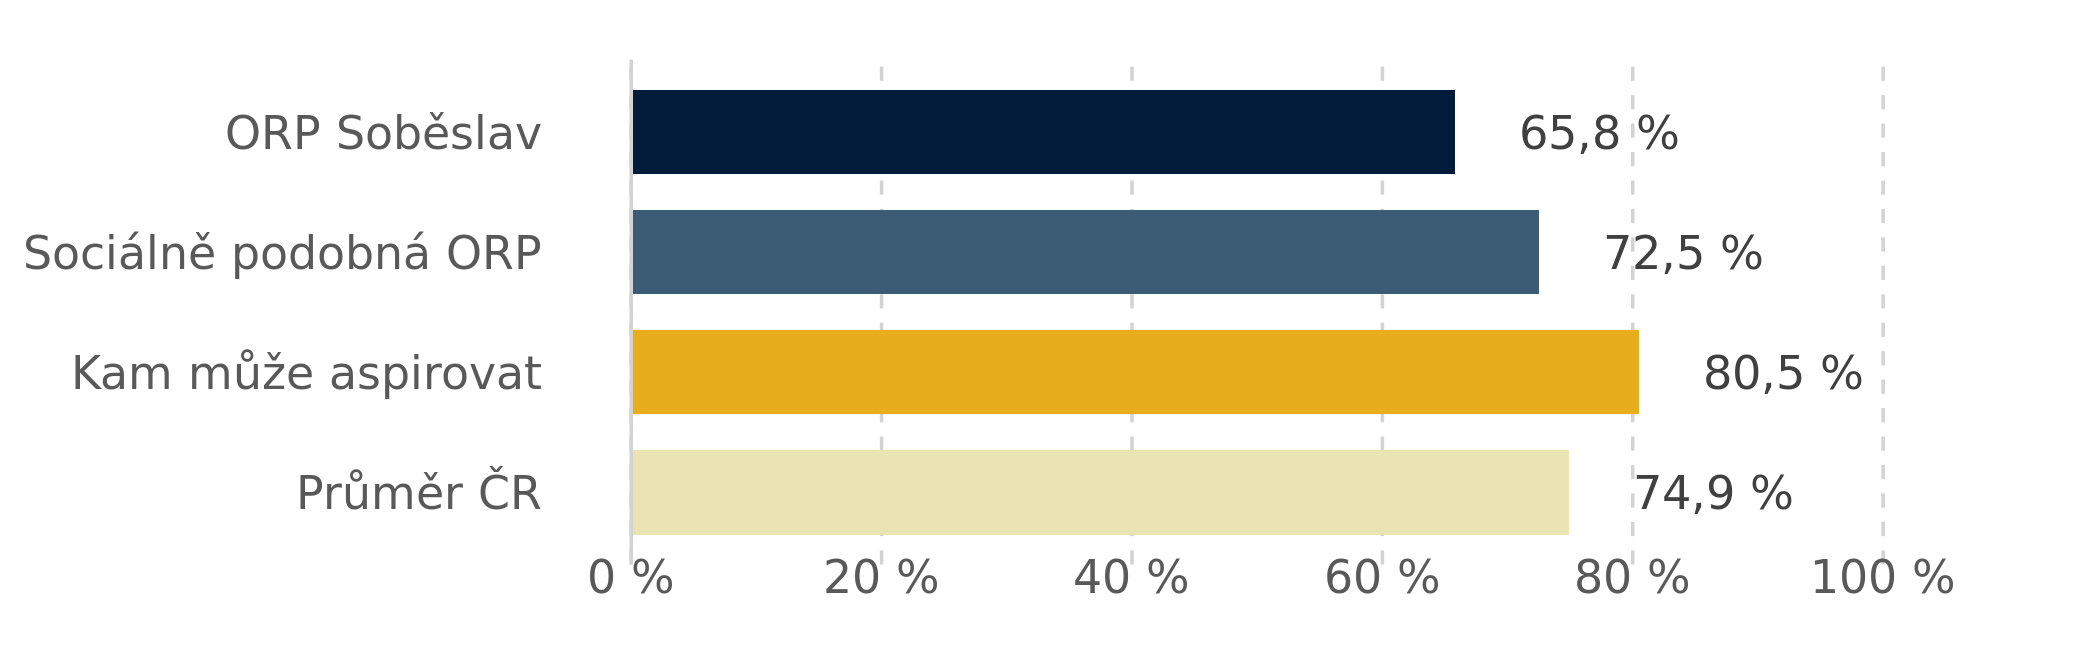 ORP Soběslav 65,8 %
Sociálně podobná ORP 72,5 %
Kam může aspirovat 80,5 %
Průměr ČR 74,9 %
0 % 20 % 40 % 60 % 80 % 100 %